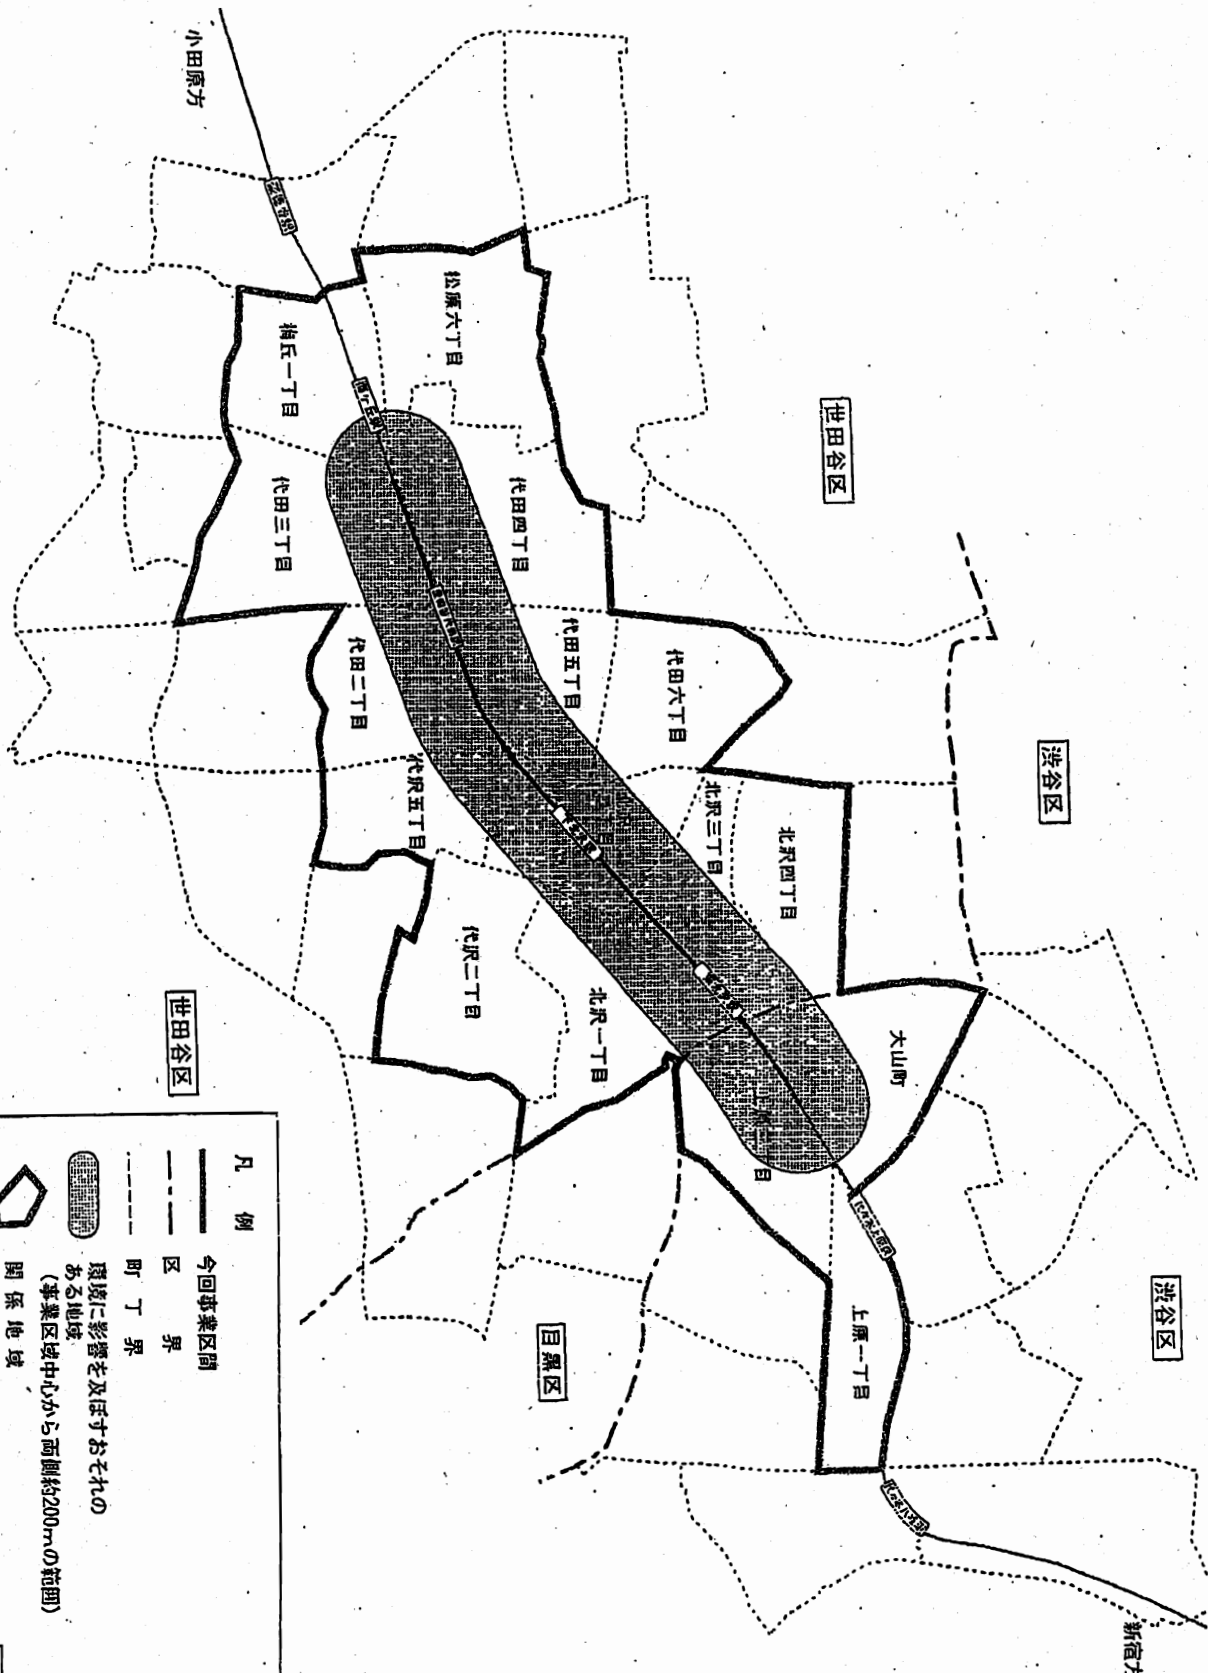 小田原方
梅丘一丁目
松原六丁目
代田三丁目
代田四丁目
代田二丁目
代田五丁目
代田六丁目
代沢五丁目
北沢三丁目
北沢四丁目
代沢二丁目
北沢一丁目
大山町
上原一丁目
世田谷区
渋谷区
世田谷区
目黒区
渋谷区
凡例
今回事業区間
区界
町丁界
環境に影響を及ぼすおそれの
ある地域
(事業区域中心から両側約200mの範囲)
関係地域